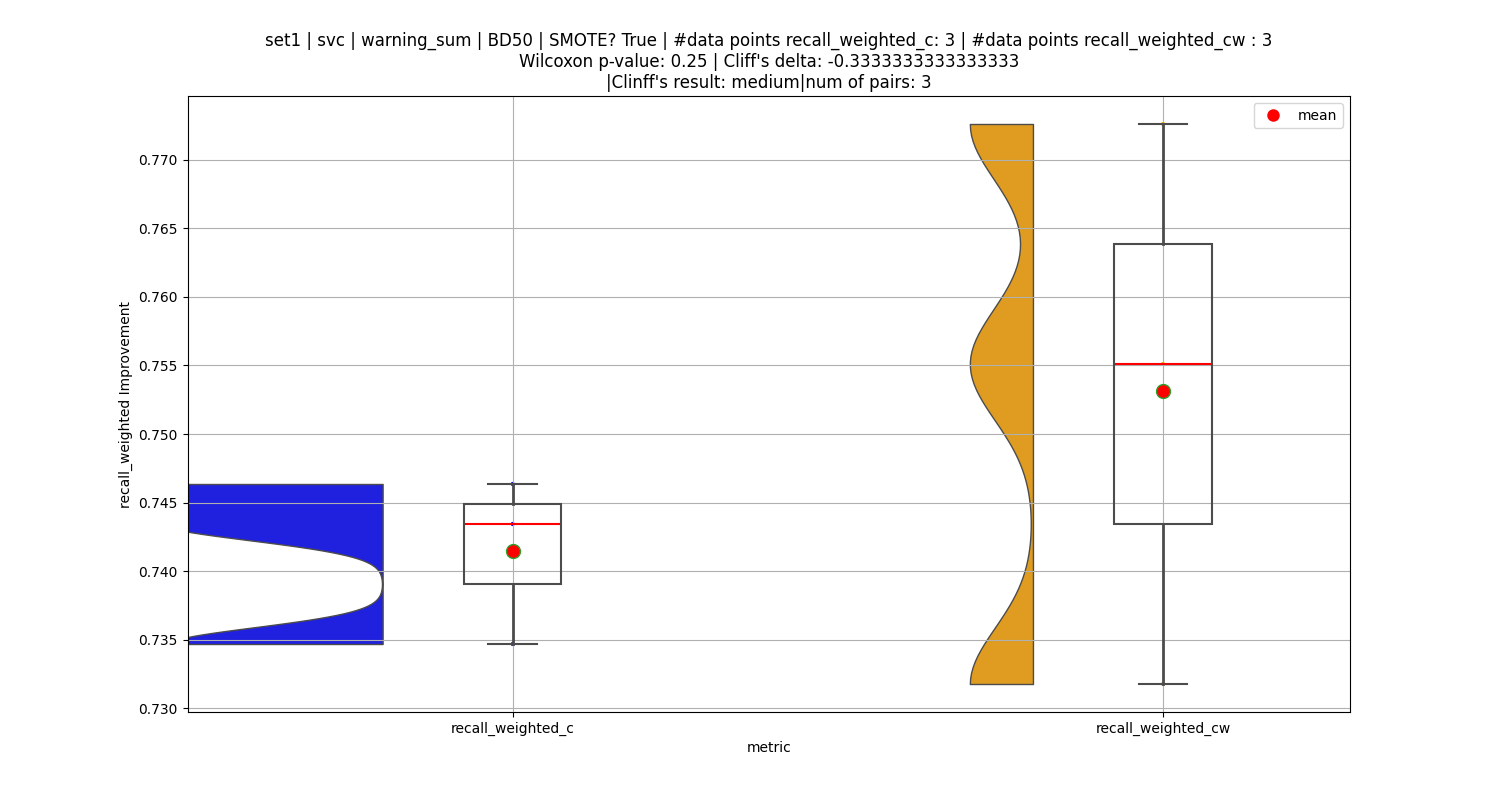 set1 | svc | warning_sum | BD50 | SMOTE? True | #data points recall_weighted_c: 3 | #data points recall_weighted_cw : 3
Wilcoxon p-value: 0.25 | Cliff's delta: -0.3333333333333333
|Clinff's result: medium|num of pairs: 3
mean
0.770
0.765
0.760
0.755
0.750
0.745
0.740
0.735
0.730
recall_weighted Improvement
recall_weighted_c
recall_weighted_cw
metric